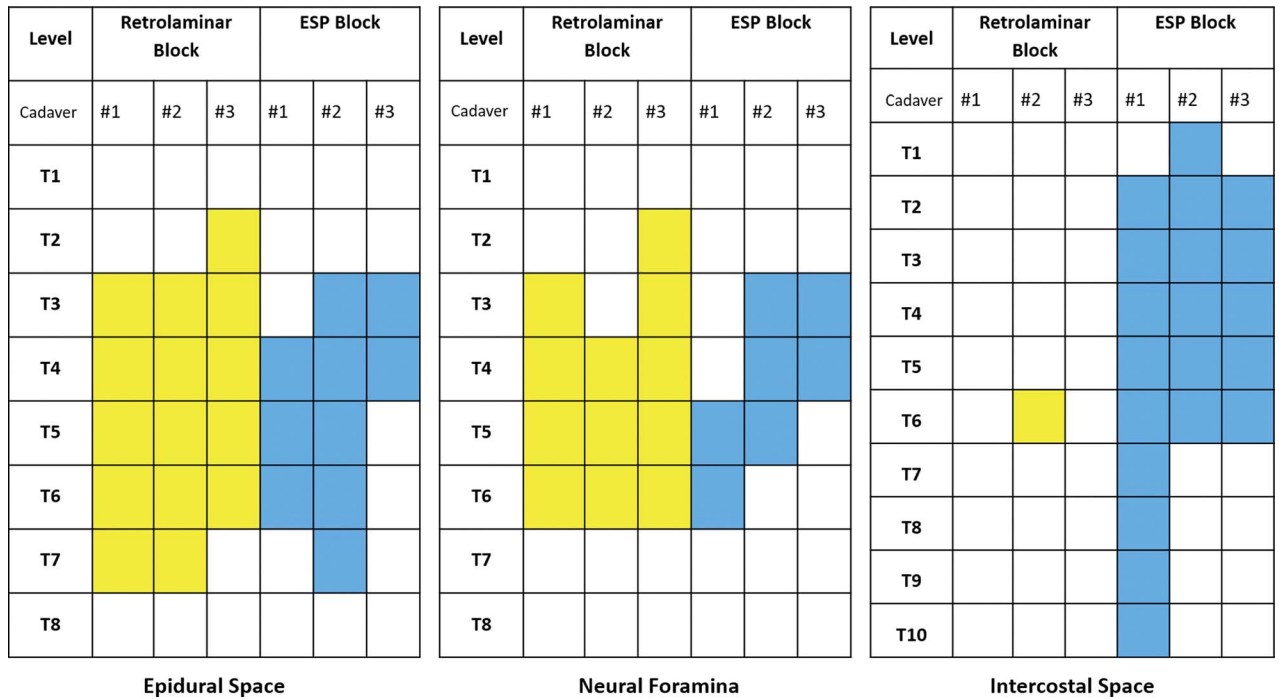 Level Retrolaminar Block ESP Block
Cadaver #1 #2 #3 #1 #2 #3
T1
T2
T3
T4
T5
T6
T7
T8
Epidural Space
Level Retrolaminar Block ESP Block
Cadaver #1 #2 #3 #1 #2 #3
T1
T2
T3
T4
T5
T6
T7
T8
Neural Foramina
Level Retrolaminar Block ESP Block
Cadaver #1 #2 #3 #1 #2 #3
T1
T2
T3
T4
T5
T6
T7
T8
T9
T10
Intercostal Space